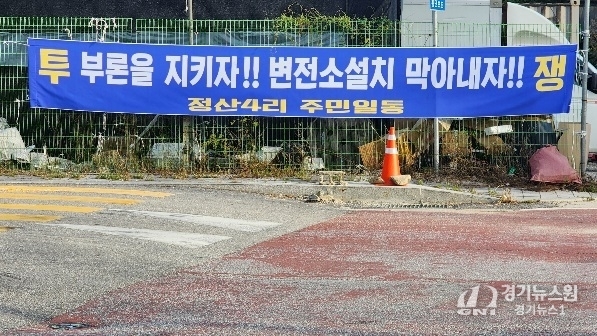 투 부론을 지키자!! 변전소설치 막아내자!! 쟁
정산4리 주민일동
경기뉴스원
GN1 경기뉴스1